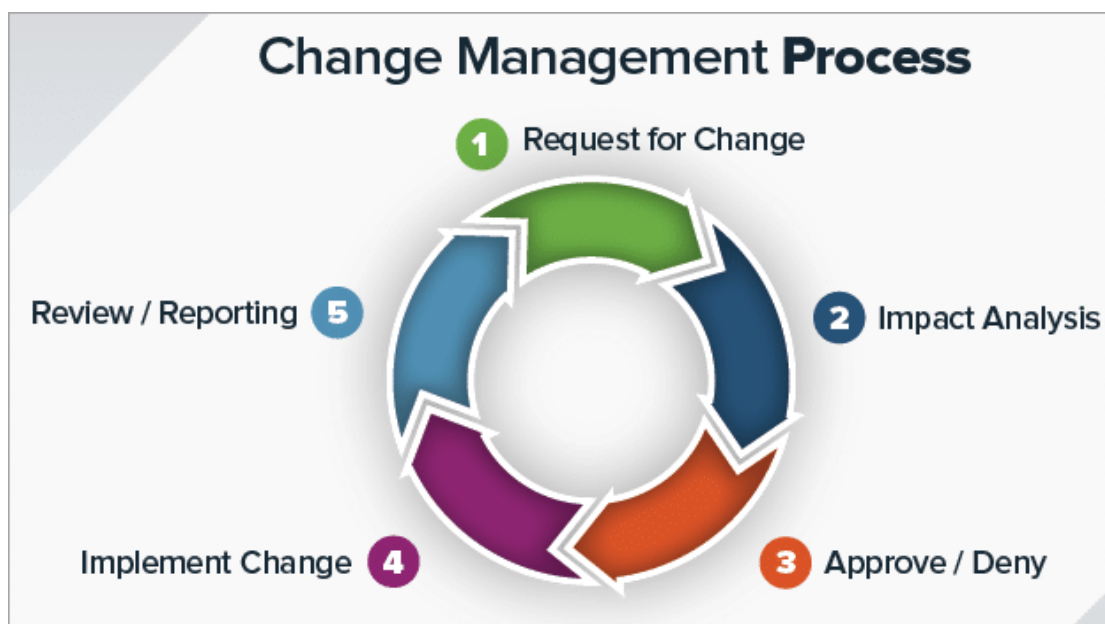 Change Management Process
1 Request for Change
2 Impact Analysis
3 Approve / Deny
Implement Change 4
Review / Reporting 5